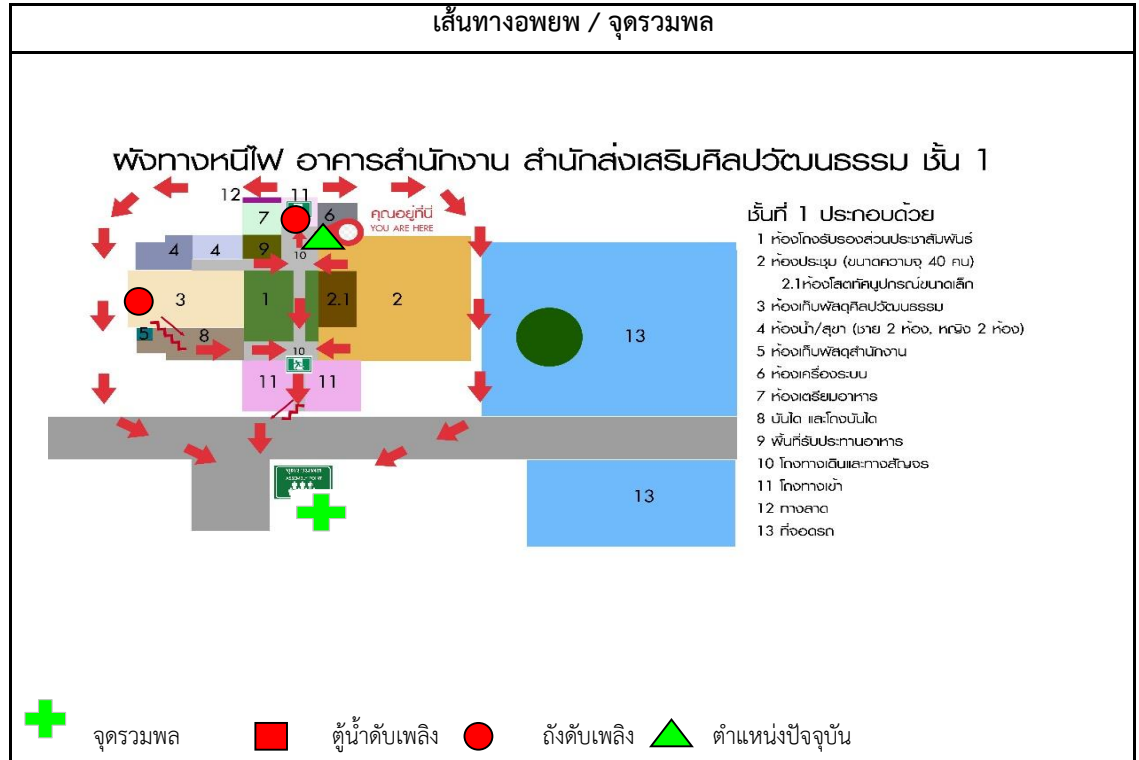 เส้นทางอพยพ / จุดรวมพล
ผังทางหนีไฟ อาคารสำนักงาน สำนักส่งเสริมศิลปวัฒนธรรม ชั้น 1
12
11
7
6
คุณอยู่ที่นี่
YOU ARE HERE
4
4
9
10
3
1
2.1
2
13
5
8
10
11
11
ASSEMBLY POINT
13
ชั้นที่ 1 ประกอบด้วย
1 ห้องโถงรับรองส่วนประชาสัมพันธ์
2 ห้องประชุม (ขนาดความจุ 40 คน)
2.1ห้องโสตทัศนูปกรณ์ขนาดเล็ก
3 ห้องเก็บพัสดุศิลปวัฒนธรรม
4 ห้องน้ำ/สุขา (ชาย 2 ห้อง, หญิง 2 ห้อง)
5 ห้องเก็บพัสดุสำนักงาน
6 ห้องเครื่องระบบ
7 ห้องเตรียมอาหาร
8 บันได และโถงบันได
9 พื้นที่รับประทานอาหาร
10 โถงทางเดินและทางสัญจร
11 โถงทางเข้า
12 ทางลาด
13 ที่จอดรถ
จุดรวมพล ตู้น้ำดับเพลิง ถังดับเพลิง ตำแหน่งปัจจุบัน